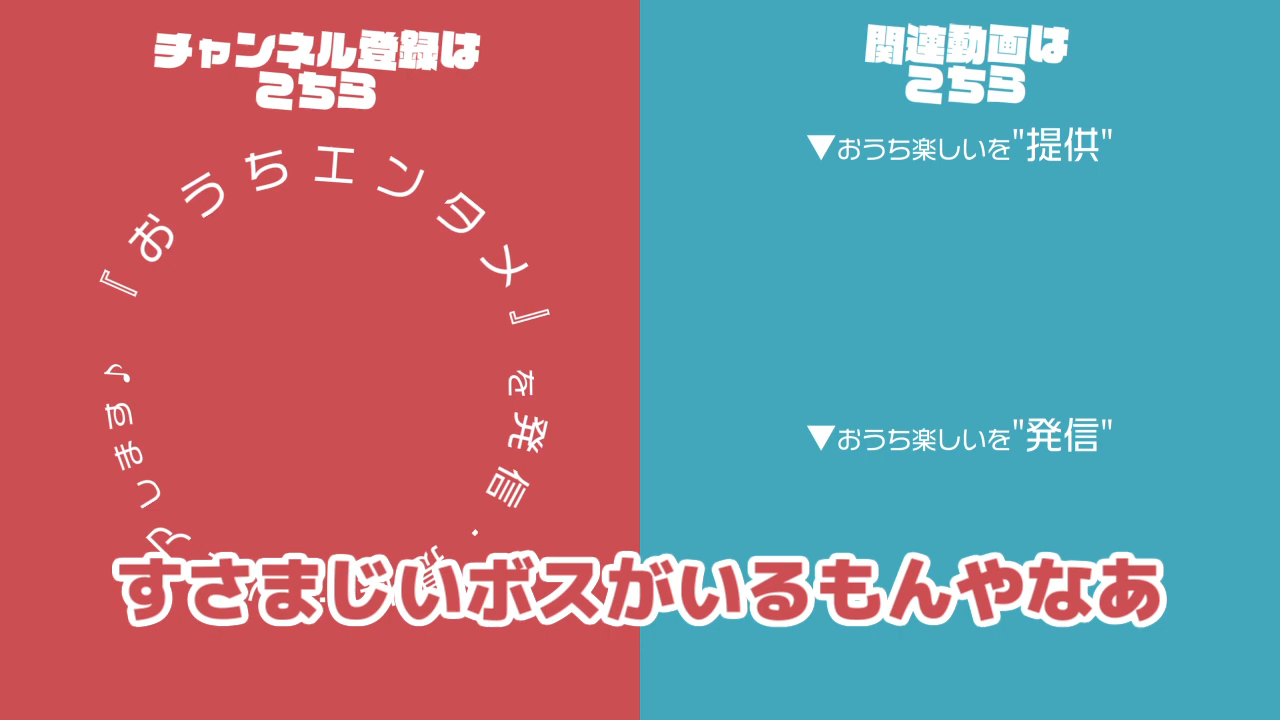 チャンネル登録は
こちら
『おうちエンタメ』を発信・
します♪
関連動画は
こちら
▼おうち楽しいを"提供"
▼おうち楽しいを"発信"
すさまじいボスがいるもんやなあ